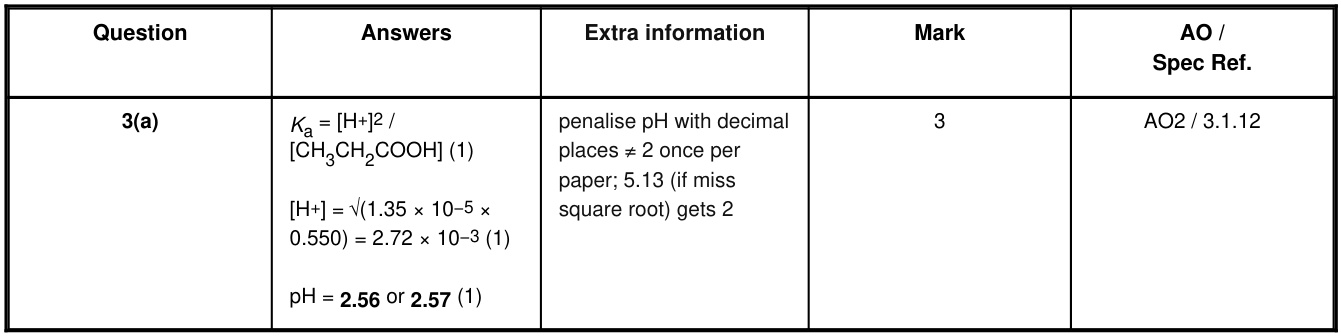 Question Answers Extra information Mark AO /
Spec Ref.
3(a)
Kₐ = [H⁺]² /
[CH₃CH₂COOH] (1)
[H⁺] = √(1.35 × 10⁻⁵ ×
0.550) = 2.72 × 10⁻³ (1)
pH = 2.56 or 2.57 (1)
penalise pH with decimal
places ≠ 2 once per
paper; 5.13 (if miss
square root) gets 2
3
AO2 / 3.1.12